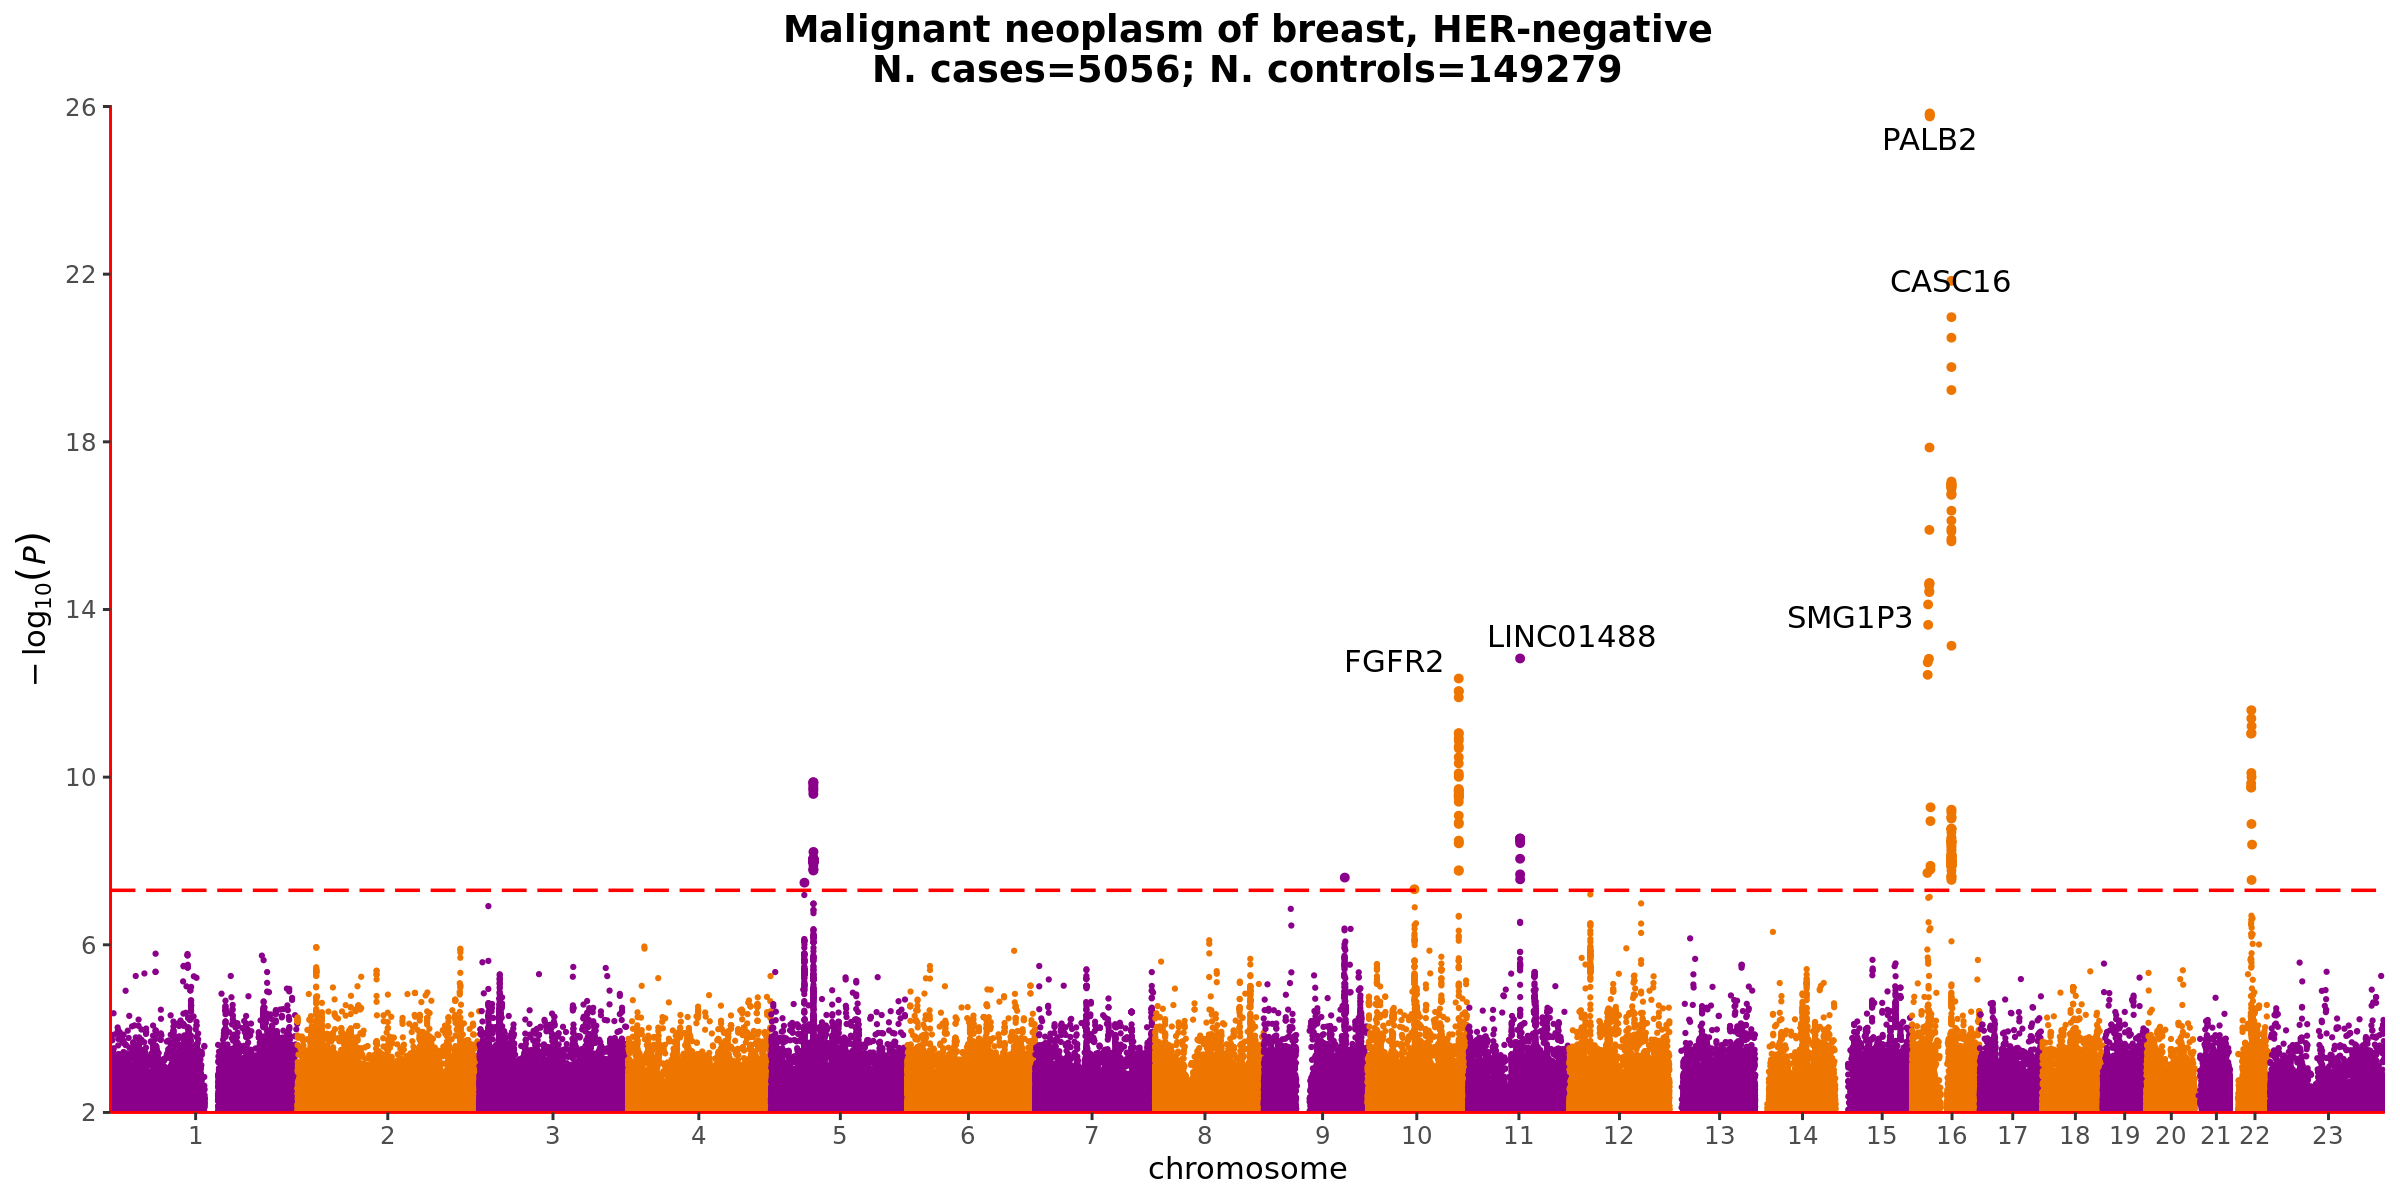 Malignant neoplasm of breast, HER-negative
N. cases=5056; N. controls=149279
26
PALB2
22
CASC16
18
14
SMG1P3
LINC01488
FGFR2
10
6
2
−log10(P)
1 2 3 4 5 6 7 8 9 10 11 12 13 14 15 16 17 18 19 20 21 22 23
chromosome